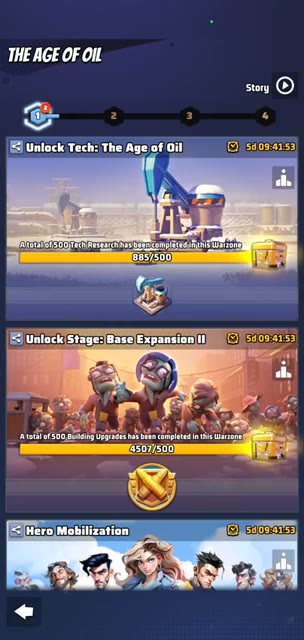 THE AGE OF OIL
Story
1 2 2 3 4
Unlock Tech: The Age of Oil 5d 09:41:53
A total of 500 Tech Research has been completed in this Warzone
885/500
Unlock Stage: Base Expansion II 5d 09:41:53
A total of 500 Building Upgrades has been completed in this Warzone
4507/500
Hero Mobilization 5d 09:41:53